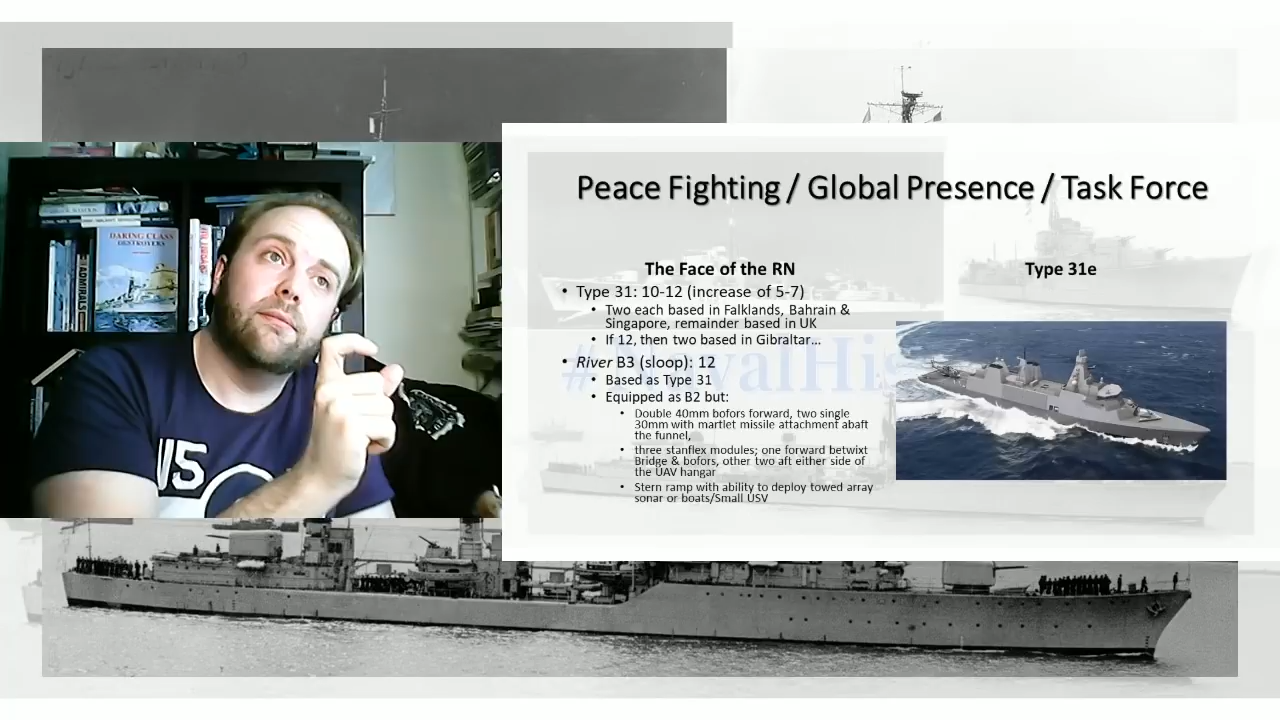 Peace Fighting / Global Presence / Task Force
The Face of the RN
• Type 31: 10-12 (increase of 5-7)
• Two each based in Falklands, Bahrain &
Singapore, remainder based in UK
• If 12, then two based in Gibraltar...
• River B3 (sloop): 12
• Based as Type 31
• Equipped as B2 but:
• Double 40mm bofors forward, two single
30mm with martlet missile attachment abaft
the funnel,
• three stanflex modules; one forward betwixt
Bridge & bofors, other two aft either side of
the UAV hangar
• Stern ramp with ability to deploy towed array
sonar or boats/Small USV
Type 31e
DARING CLASS
DESTROYERS
ADMIRALS
US